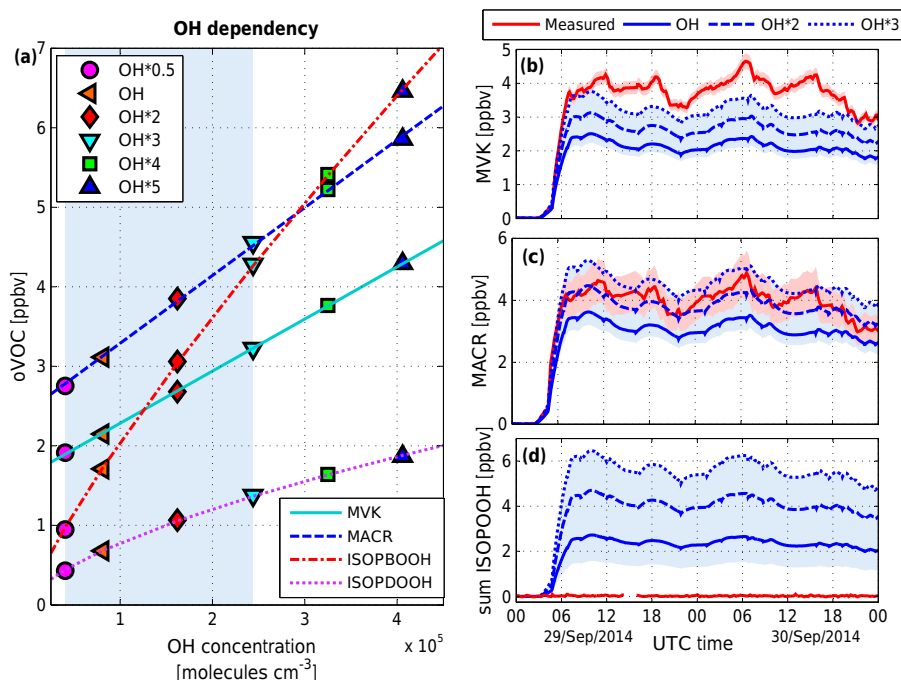 OH dependency
(a)
7
6
5
4
3
2
1
0
oVOC [ppbv]
OH*0.5
OH
OH*2
OH*3
OH*4
OH*5
MVK
MACR
ISOPBOOH
ISOPDOOH
1 2 3 4
x 10⁵
OH concentration
[molecules cm⁻³]
Measured OH OH*2 OH*3
(b)
5
4
3
2
1
0
MVK [ppbv]
(c)
6
4
2
0
MACR [ppbv]
(d)
6
4
2
0
sum ISOPOOH [ppbv]
00 06 12 18 00 06 12 18 00
29/Sep/2014 UTC time 30/Sep/2014